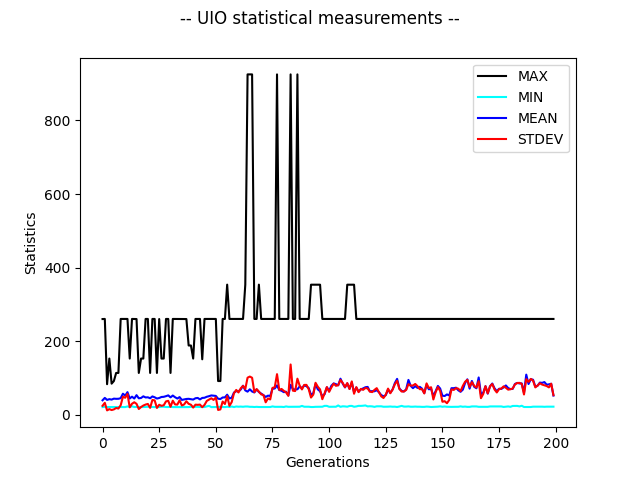 -- UIO statistical measurements --
MAX
MIN
MEAN
STDEV
Statistics
800
600
400
200
0
0 25 50 75 100 125 150 175 200
Generations